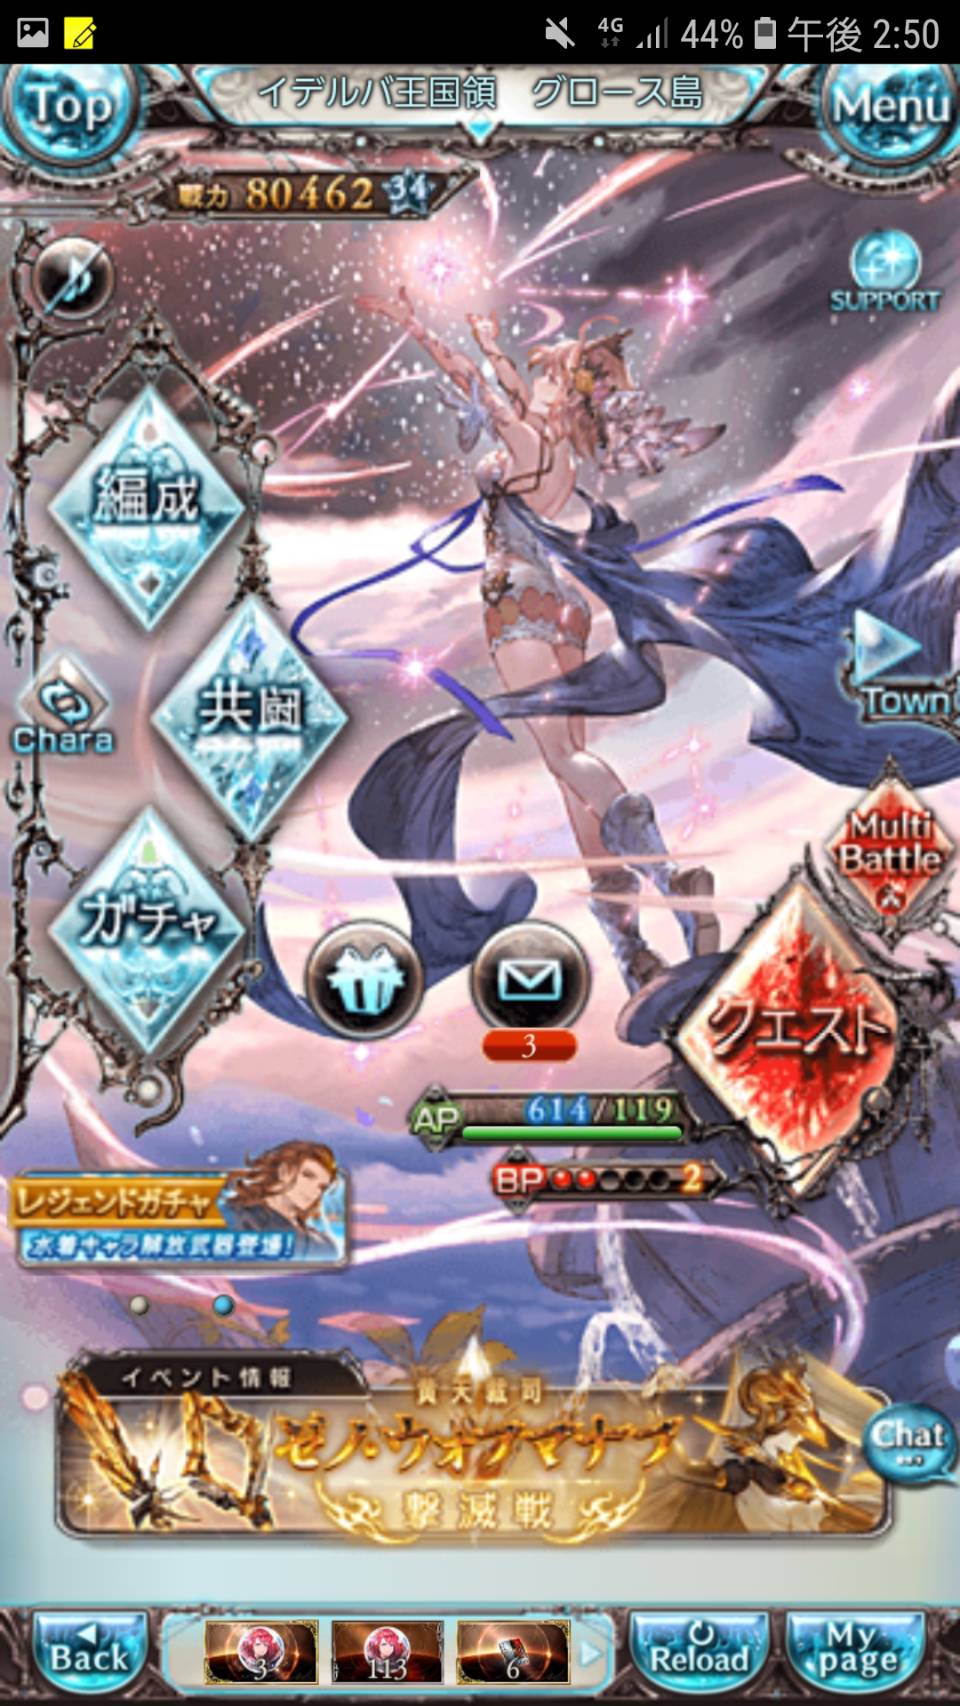 4G 44% 午後 2:50
Top
イデルバ王国領 グロース島
Menu
戦力 80462 34
SUPPORT
編成
共闘
Chara
Town
Multi
Battle
ガチャ
クエスト
3
AP 614/119
BP 2
レジェンドガチャ
水着キャラ解放武器登場!
イベント情報
黄天戴司
ゼノ・ウォフマナフ
撃滅戦
Chat
Back
3
113
6
Reload
My
page